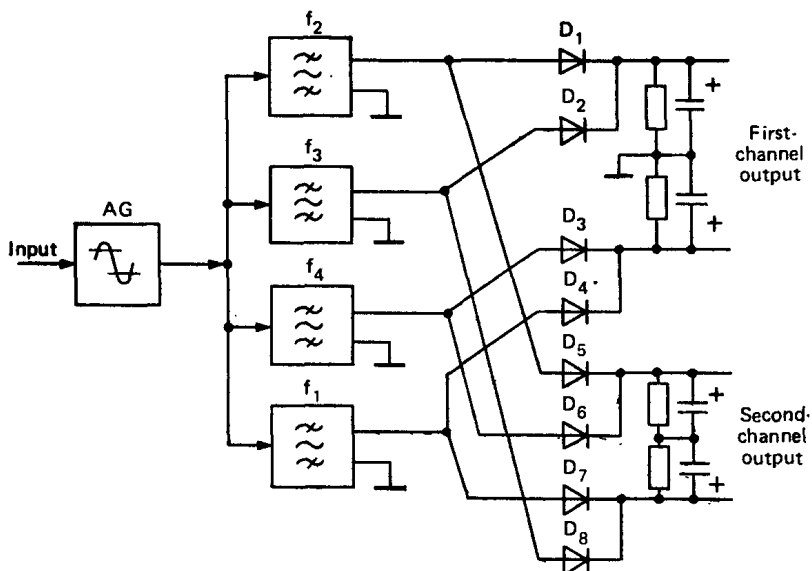 f₂
D₁
+
D₂
First-
channel
output
f₃
AG
Input
D₃
+
f₄
D₄
D₅
+
f₁
D₆
Second-
channel
output
D₇
+
D₈